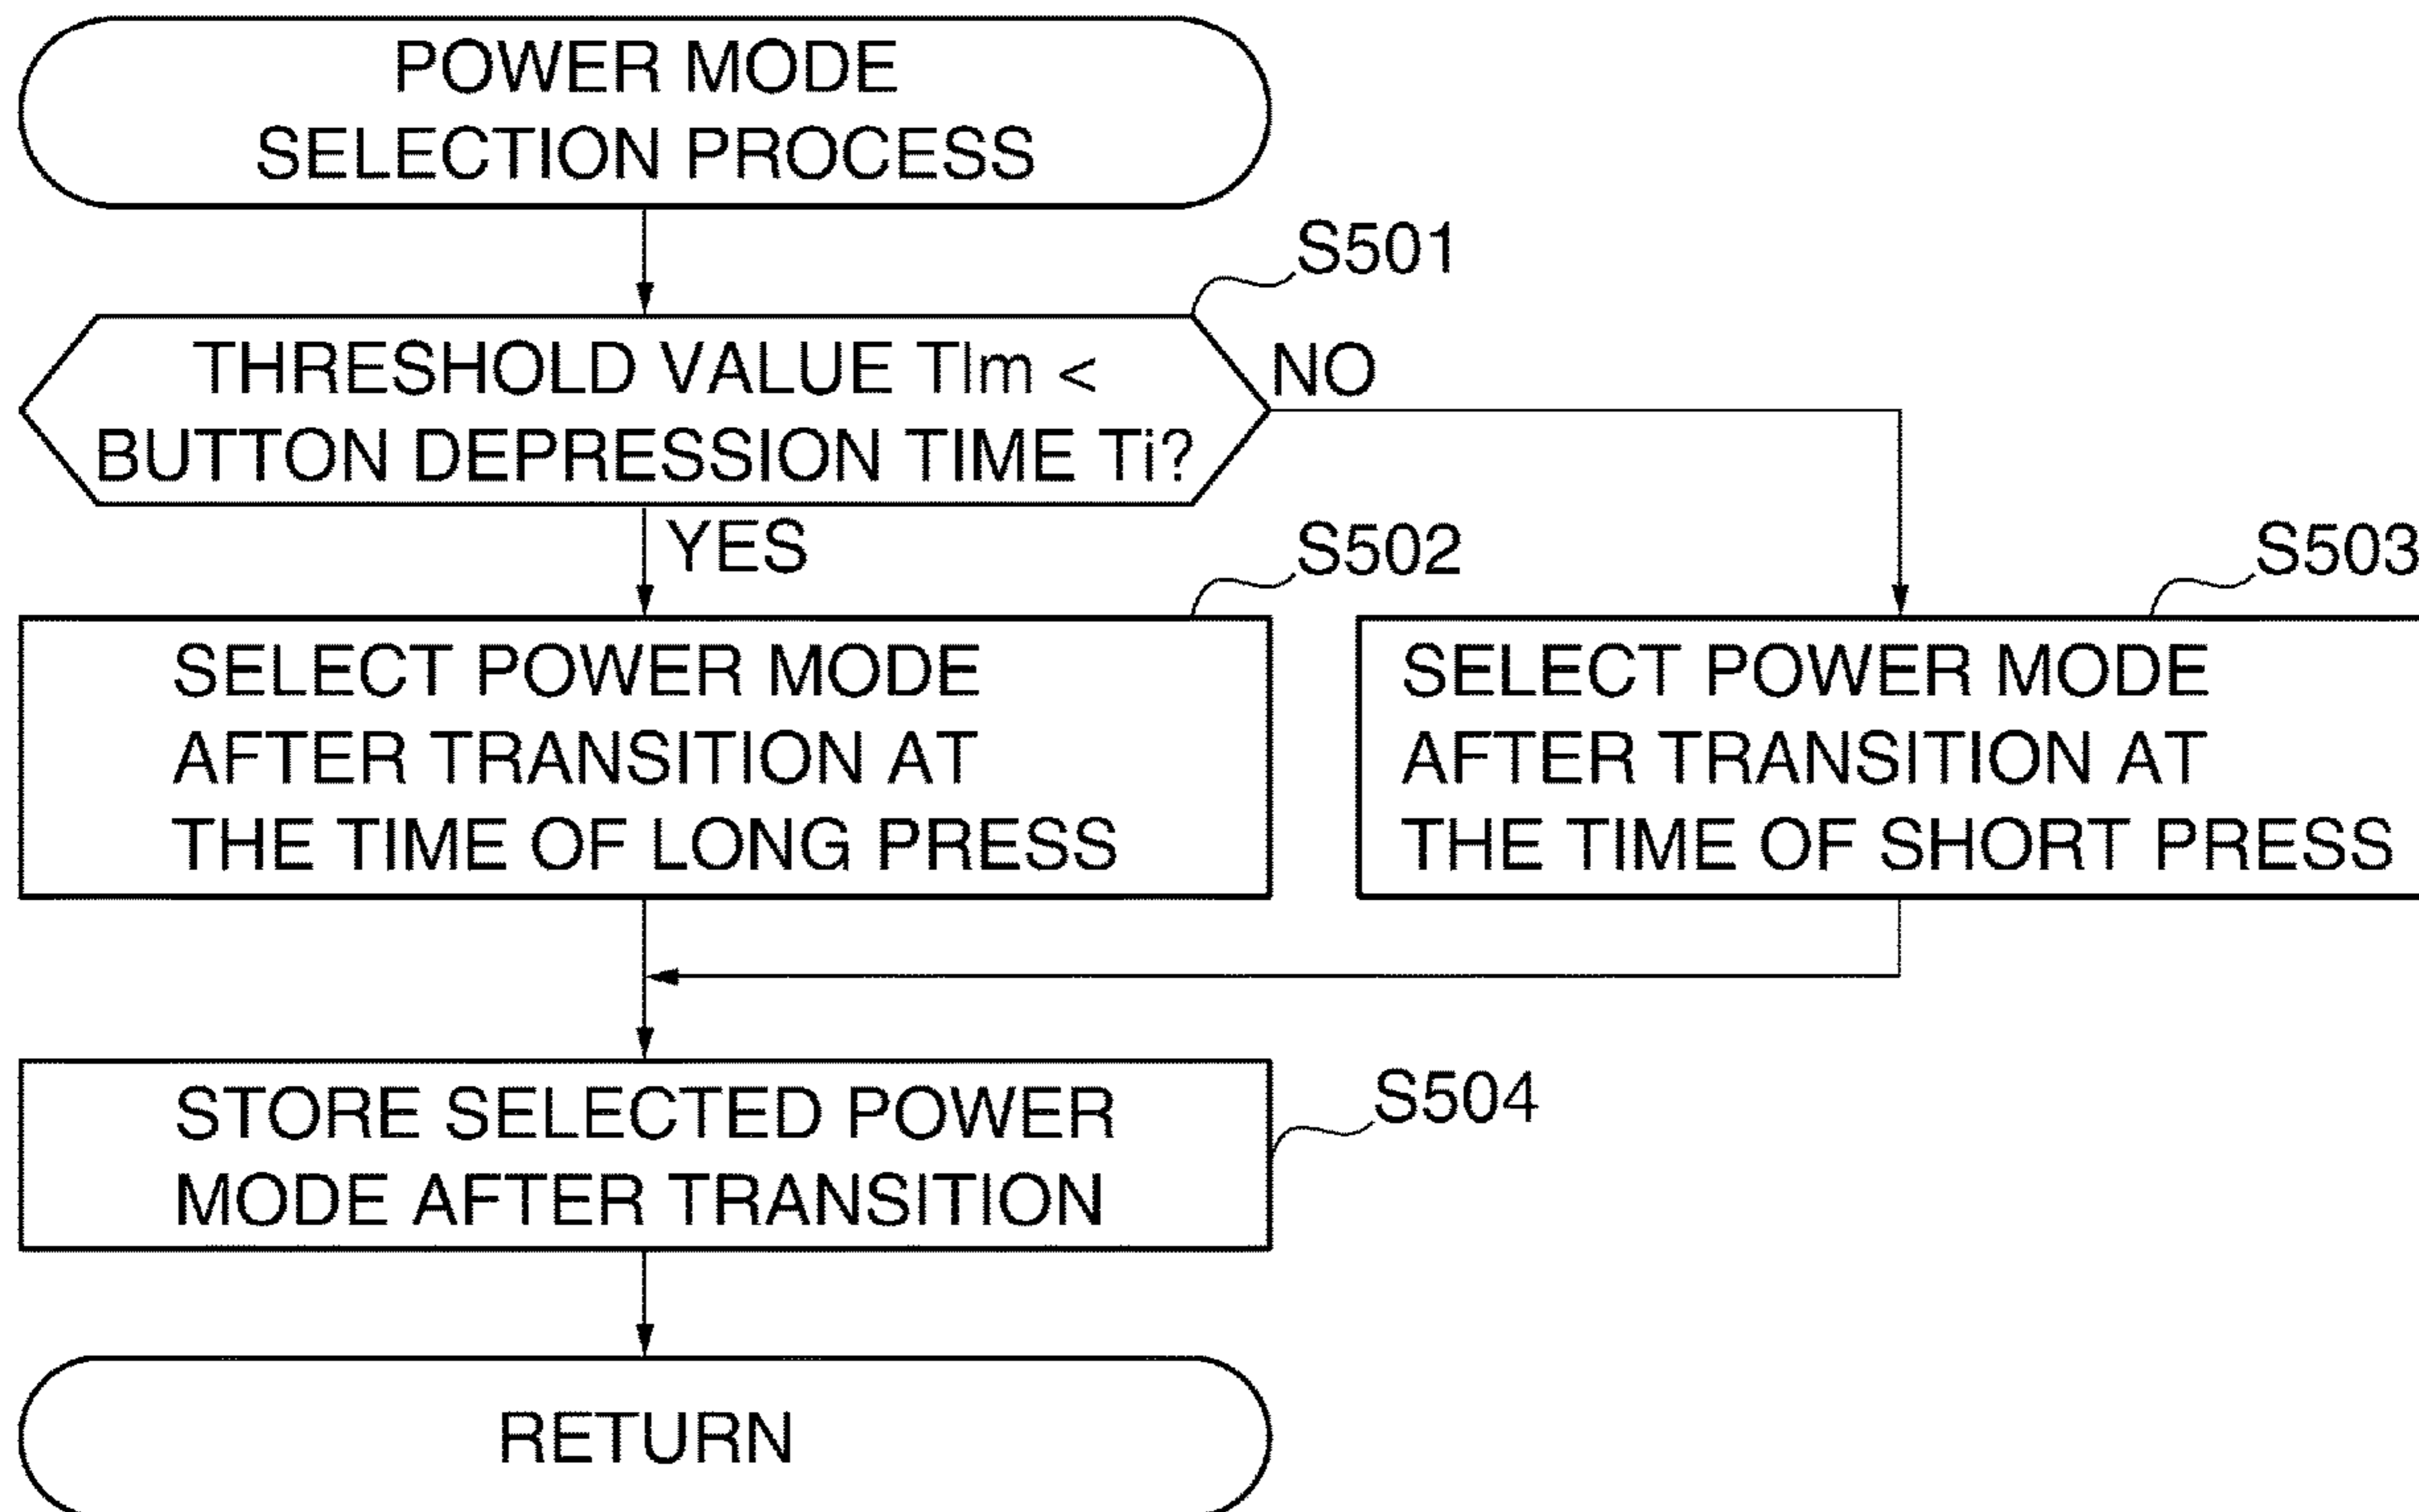 POWER MODE
SELECTION PROCESS
S501
THRESHOLD VALUE Tlm <
BUTTON DEPRESSION TIME Ti?
NO
YES
S502
SELECT POWER MODE
AFTER TRANSITION AT
THE TIME OF LONG PRESS
S503
SELECT POWER MODE
AFTER TRANSITION AT
THE TIME OF SHORT PRESS
S504
STORE SELECTED POWER
MODE AFTER TRANSITION
RETURN